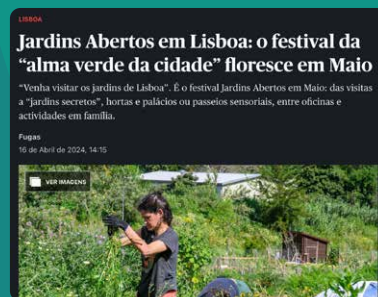 LISBOA
Jardins Abertos em Lisboa: o festival da
“alma verde da cidade” floresce em Maio
“Venha visitar os jardins de Lisboa”. É o festival Jardins Abertos em Maio: das visitas
a “jardins secretos”, hortas e palácios ou passeios sensoriais, entre oficinas e
actividades em família.
Fugas
16 de Abril de 2024, 14:15
VER IMAGENS